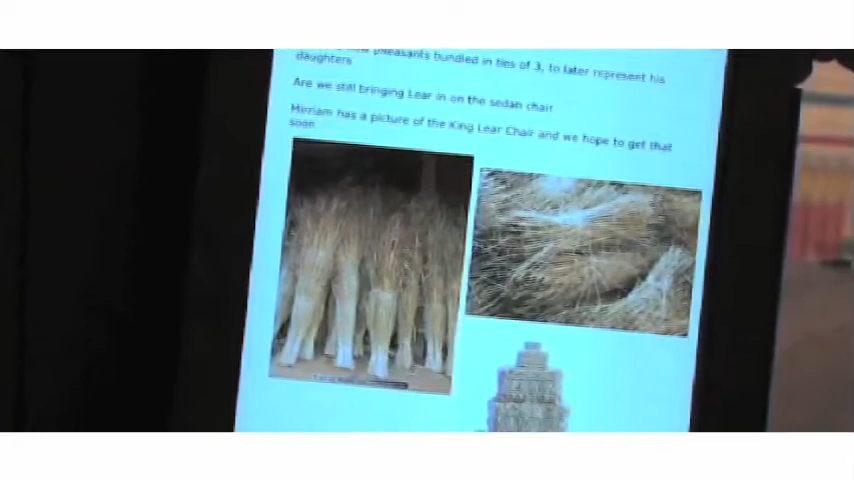 pheasants bundled in ties of 3, to later represent his
daughters
Are we still bringing Lear in on the sedan chair
Mirriam has a picture of the King Lear Chair and we hope to get that
soon